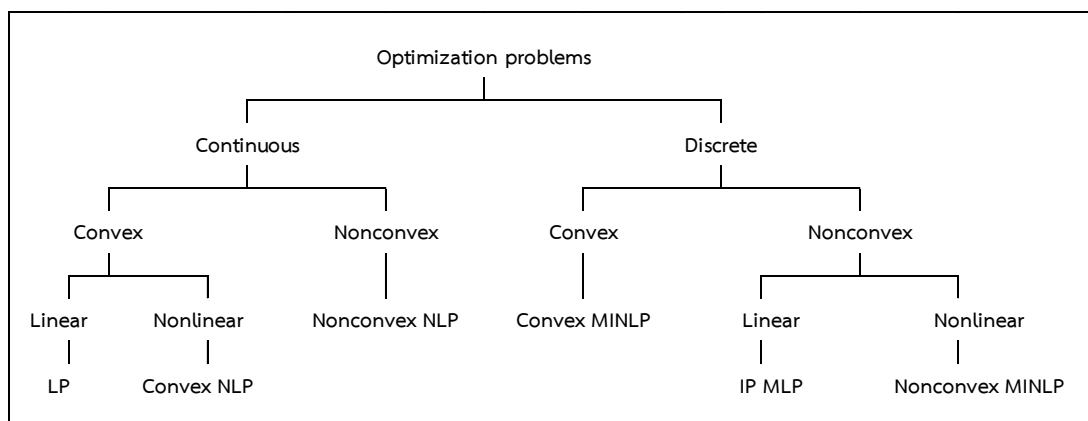 Optimization problems
Continuous
Discrete
Convex
Nonconvex
Convex
Nonconvex
Linear
Nonlinear
Nonconvex NLP
Convex MINLP
Linear
Nonlinear
LP
Convex NLP
IP MLP
Nonconvex MINLP